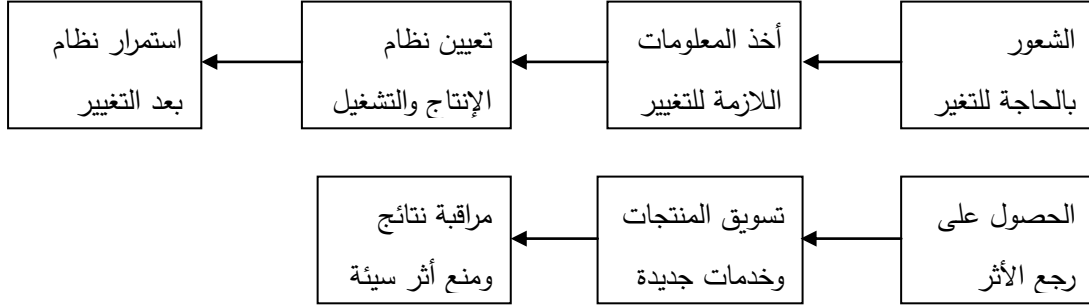 الشعور
بالحاجة للتغير
أخذ المعلومات
اللازمة للتغيير
تعيين نظام
الإنتاج والتشغيل
استمرار نظام
بعد التغيير
الحصول على
رجع الأثر
تسويق المنتجات
وخدمات جديدة
مراقبة نتائج
ومنع أثر سيئة